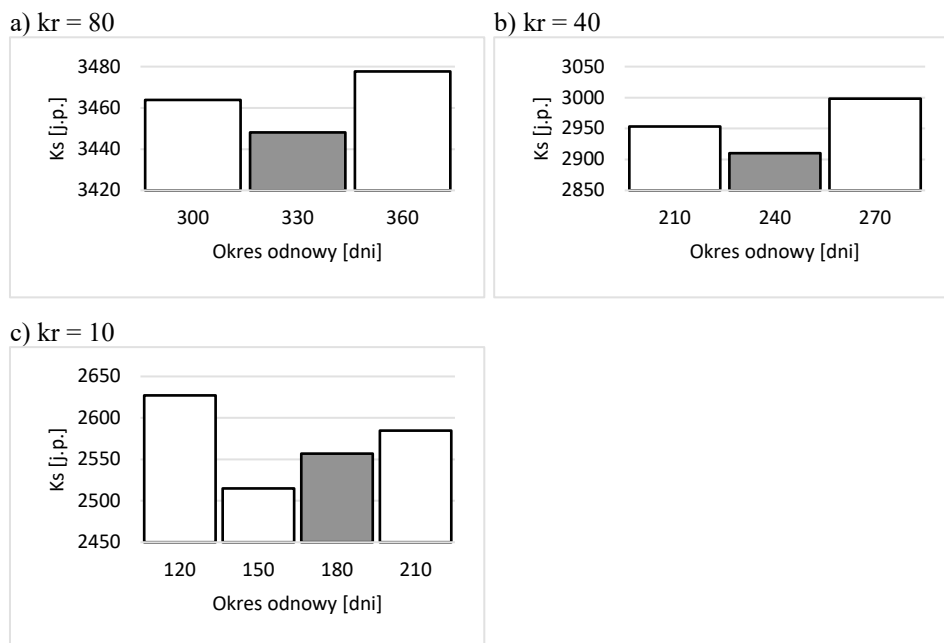 a) kr = 80
3480
3460
3440
3420
Ks [j.p.]
300 330 360
Okres odnowy [dni]
b) kr = 40
3050
3000
2950
2900
2850
Ks [j.p.]
210 240 270
Okres odnowy [dni]
c) kr = 10
2650
2600
2550
2500
2450
Ks [j.p.]
120 150 180 210
Okres odnowy [dni]